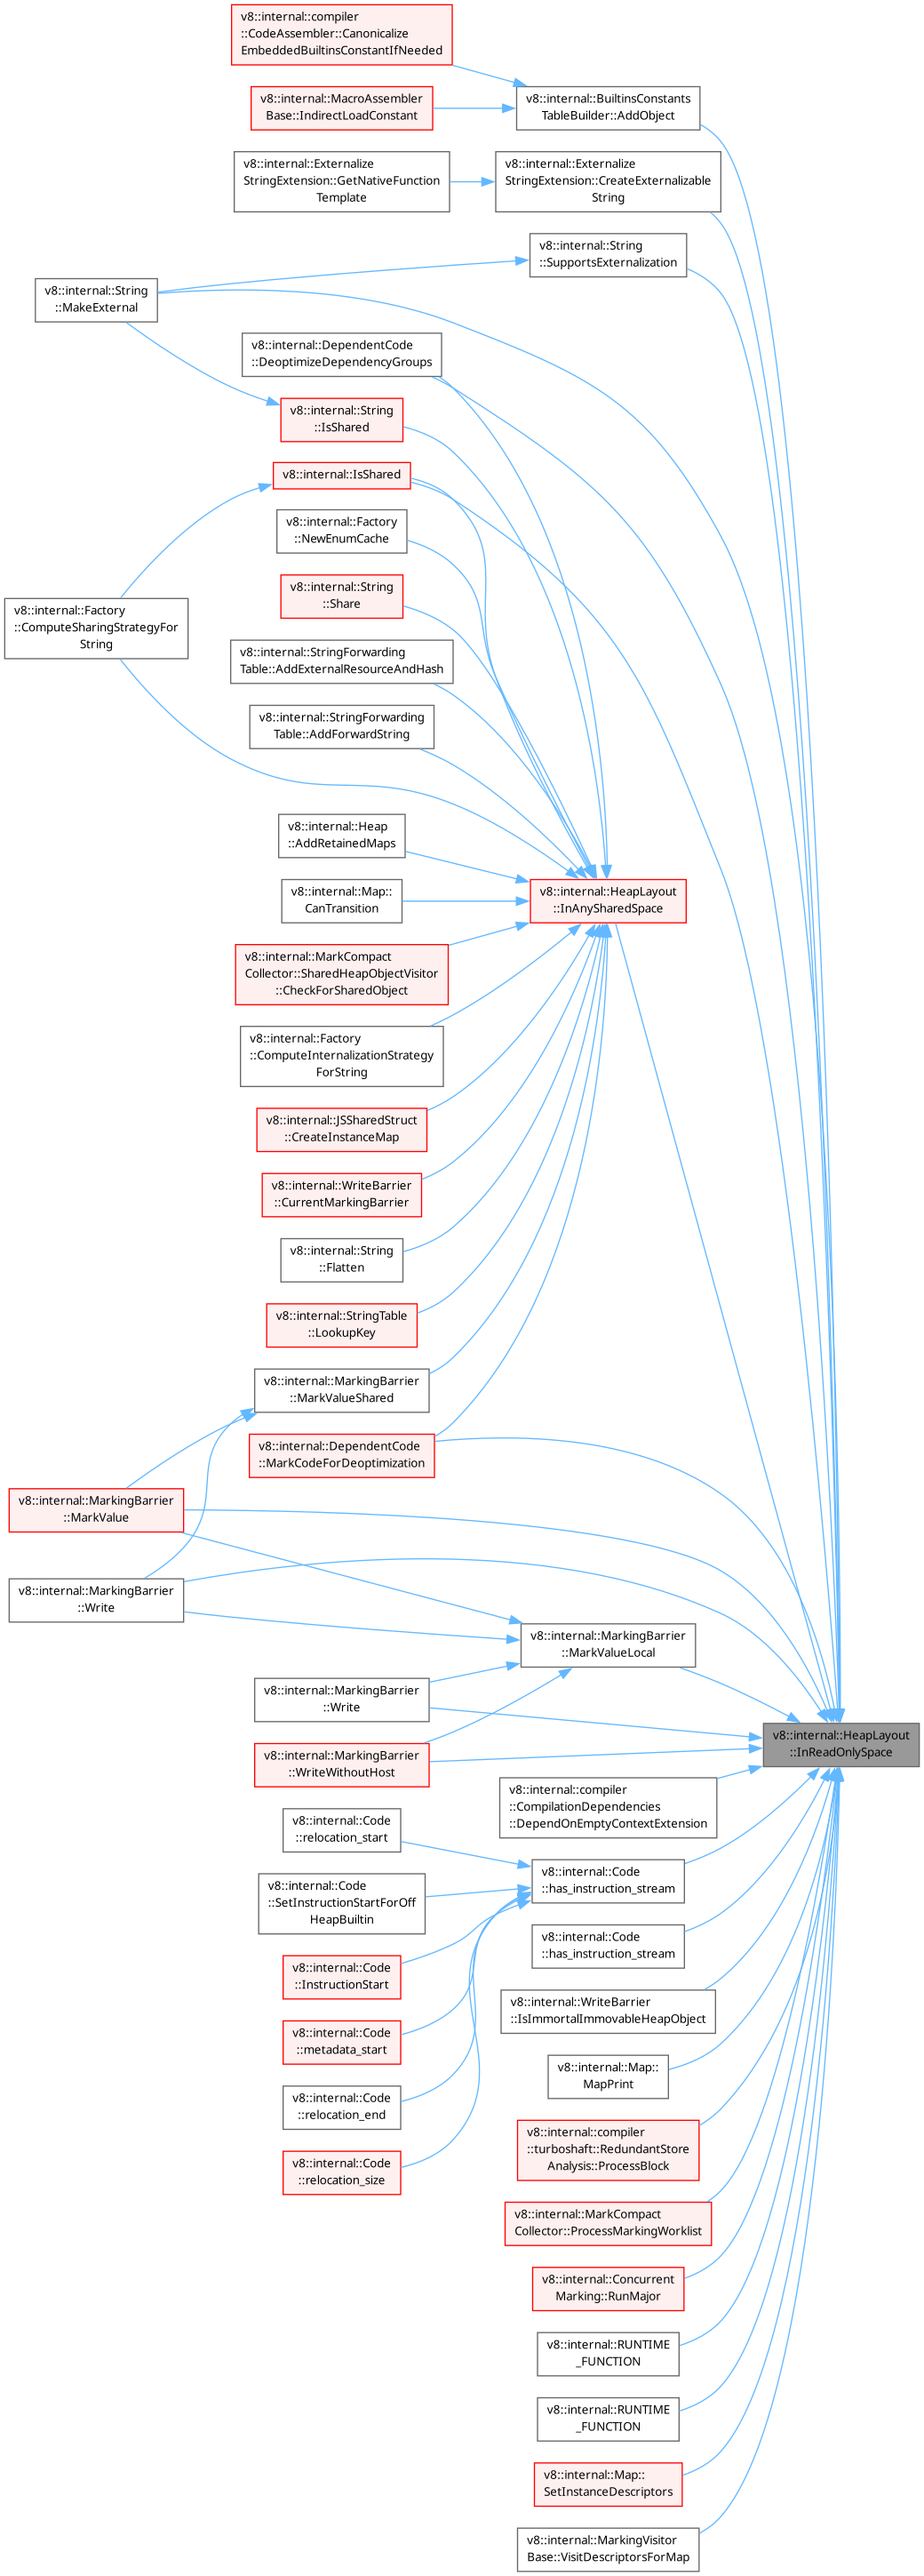 v8::internal::compiler
::CodeAssembler::Canonicalize
EmbeddedBuiltinsConstantIfNeeded
v8::internal::MacroAssembler
Base::IndirectLoadConstant
v8::internal::BuiltinsConstants
TableBuilder::AddObject
v8::internal::Externalize
StringExtension::GetNativeFunction
Template
v8::internal::Externalize
StringExtension::CreateExternalizable
String
v8::internal::String
::SupportsExternalization
v8::internal::String
::MakeExternal
v8::internal::DependentCode
::DeoptimizeDependencyGroups
v8::internal::String
::IsShared
v8::internal::IsShared
v8::internal::Factory
::NewEnumCache
v8::internal::String
::Share
v8::internal::Factory
::ComputeSharingStrategyFor
String
v8::internal::StringForwarding
Table::AddExternalResourceAndHash
v8::internal::StringForwarding
Table::AddForwardString
v8::internal::Heap
::AddRetainedMaps
v8::internal::Map::
CanTransition
v8::internal::HeapLayout
::InAnySharedSpace
v8::internal::MarkCompact
Collector::SharedHeapObjectVisitor
::CheckForSharedObject
v8::internal::Factory
::ComputeInternalizationStrategy
ForString
v8::internal::JSSharedStruct
::CreateInstanceMap
v8::internal::WriteBarrier
::CurrentMarkingBarrier
v8::internal::String
::Flatten
v8::internal::StringTable
::LookupKey
v8::internal::MarkingBarrier
::MarkValueShared
v8::internal::DependentCode
::MarkCodeForDeoptimization
v8::internal::MarkingBarrier
::MarkValue
v8::internal::MarkingBarrier
::Write
v8::internal::MarkingBarrier
::MarkValueLocal
v8::internal::MarkingBarrier
::Write
v8::internal::MarkingBarrier
::WriteWithoutHost
v8::internal::HeapLayout
::InReadOnlySpace
v8::internal::compiler
::CompilationDependencies
::DependOnEmptyContextExtension
v8::internal::Code
::relocation_start
v8::internal::Code
::has_instruction_stream
v8::internal::Code
::SetInstructionStartForOff
HeapBuiltin
v8::internal::Code
::has_instruction_stream
v8::internal::Code
::InstructionStart
v8::internal::WriteBarrier
::IsImmortalImmovableHeapObject
v8::internal::Code
::metadata_start
v8::internal::Map::
MapPrint
v8::internal::Code
::relocation_end
v8::internal::compiler
::turboshaft::RedundantStore
Analysis::ProcessBlock
v8::internal::Code
::relocation_size
v8::internal::MarkCompact
Collector::ProcessMarkingWorklist
v8::internal::Concurrent
Marking::RunMajor
v8::internal::RUNTIME
_FUNCTION
v8::internal::RUNTIME
_FUNCTION
v8::internal::Map::
SetInstanceDescriptors
v8::internal::MarkingVisitor
Base::VisitDescriptorsForMap